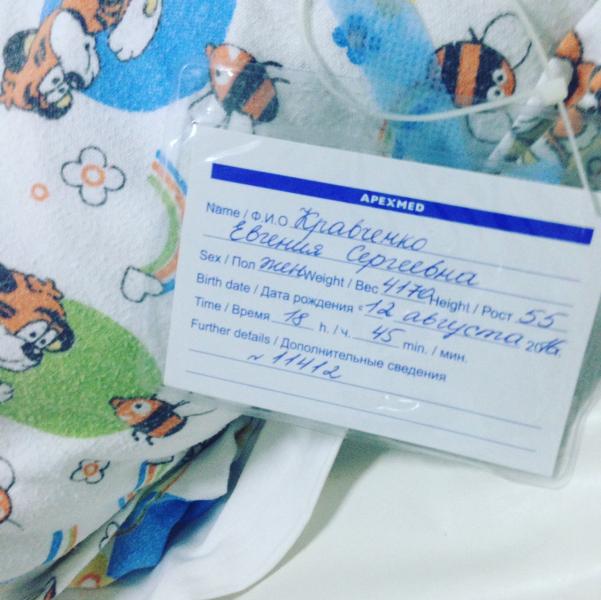 APEXMED
Name / Ф.И.О Кравченко
Евгения Сергеевна
Sex / Пол жен Weight / Вес 4170 Height / Рост 55
Birth date / Дата рождения «12 августа 2016г.
Time / Время 18 h. / ч. 45 min. / мин.
Further details / Дополнительные сведения
N 11412